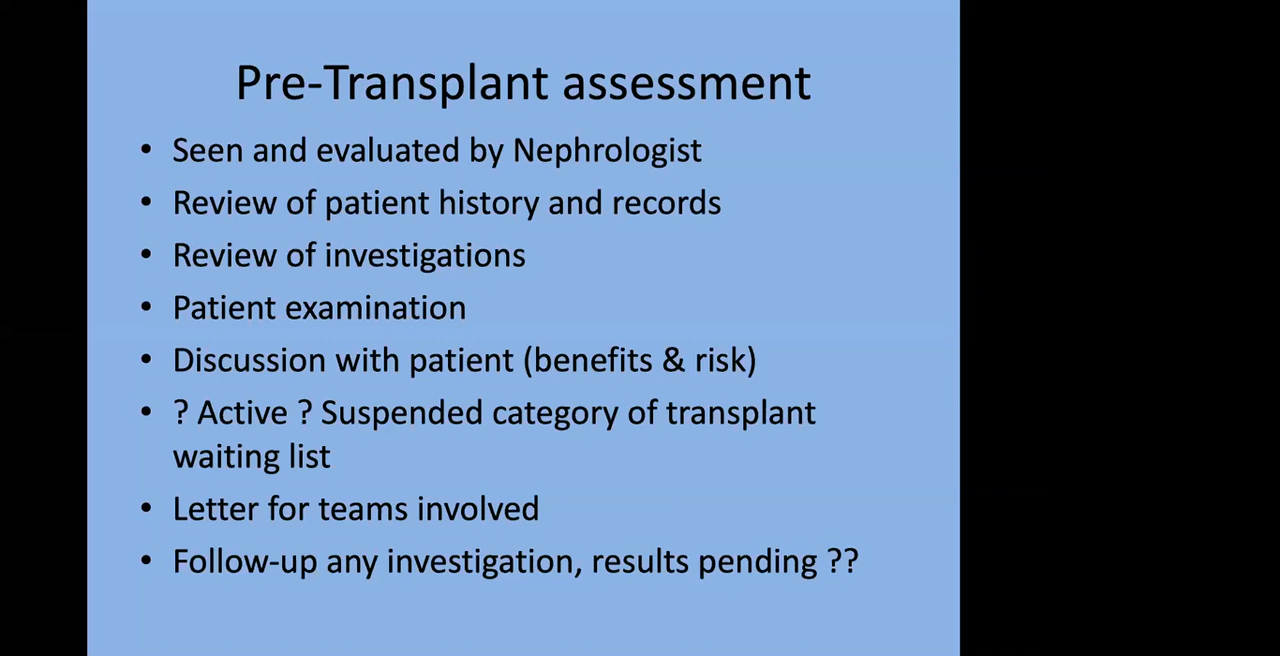 Pre-Transplant assessment
• Seen and evaluated by Nephrologist
• Review of patient history and records
• Review of investigations
• Patient examination
• Discussion with patient (benefits & risk)
• ? Active ? Suspended category of transplant
waiting list
• Letter for teams involved
• Follow-up any investigation, results pending ??